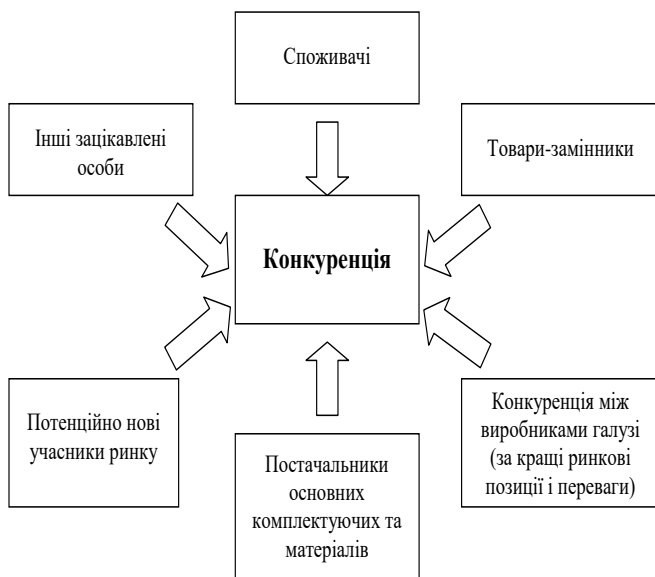 Споживачі
Інші зацікавлені
особи
Товари-замінники
Конкуренція
Потенційно нові
учасники ринку
Постачальники
основних
комплектуючих та
матеріалів
Конкуренція між
виробниками галузі
(за кращі ринкові
позиції і переваги)